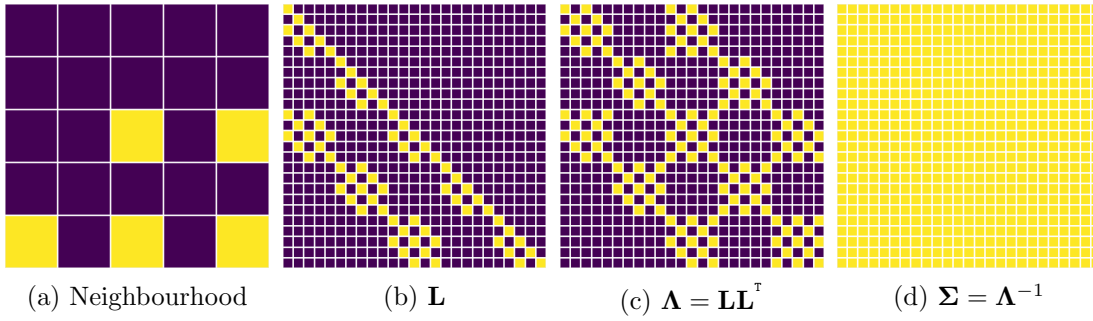 (a) Neighbourhood
(b) L
(c) Λ = LLᵀ
(d) Σ = Λ⁻¹